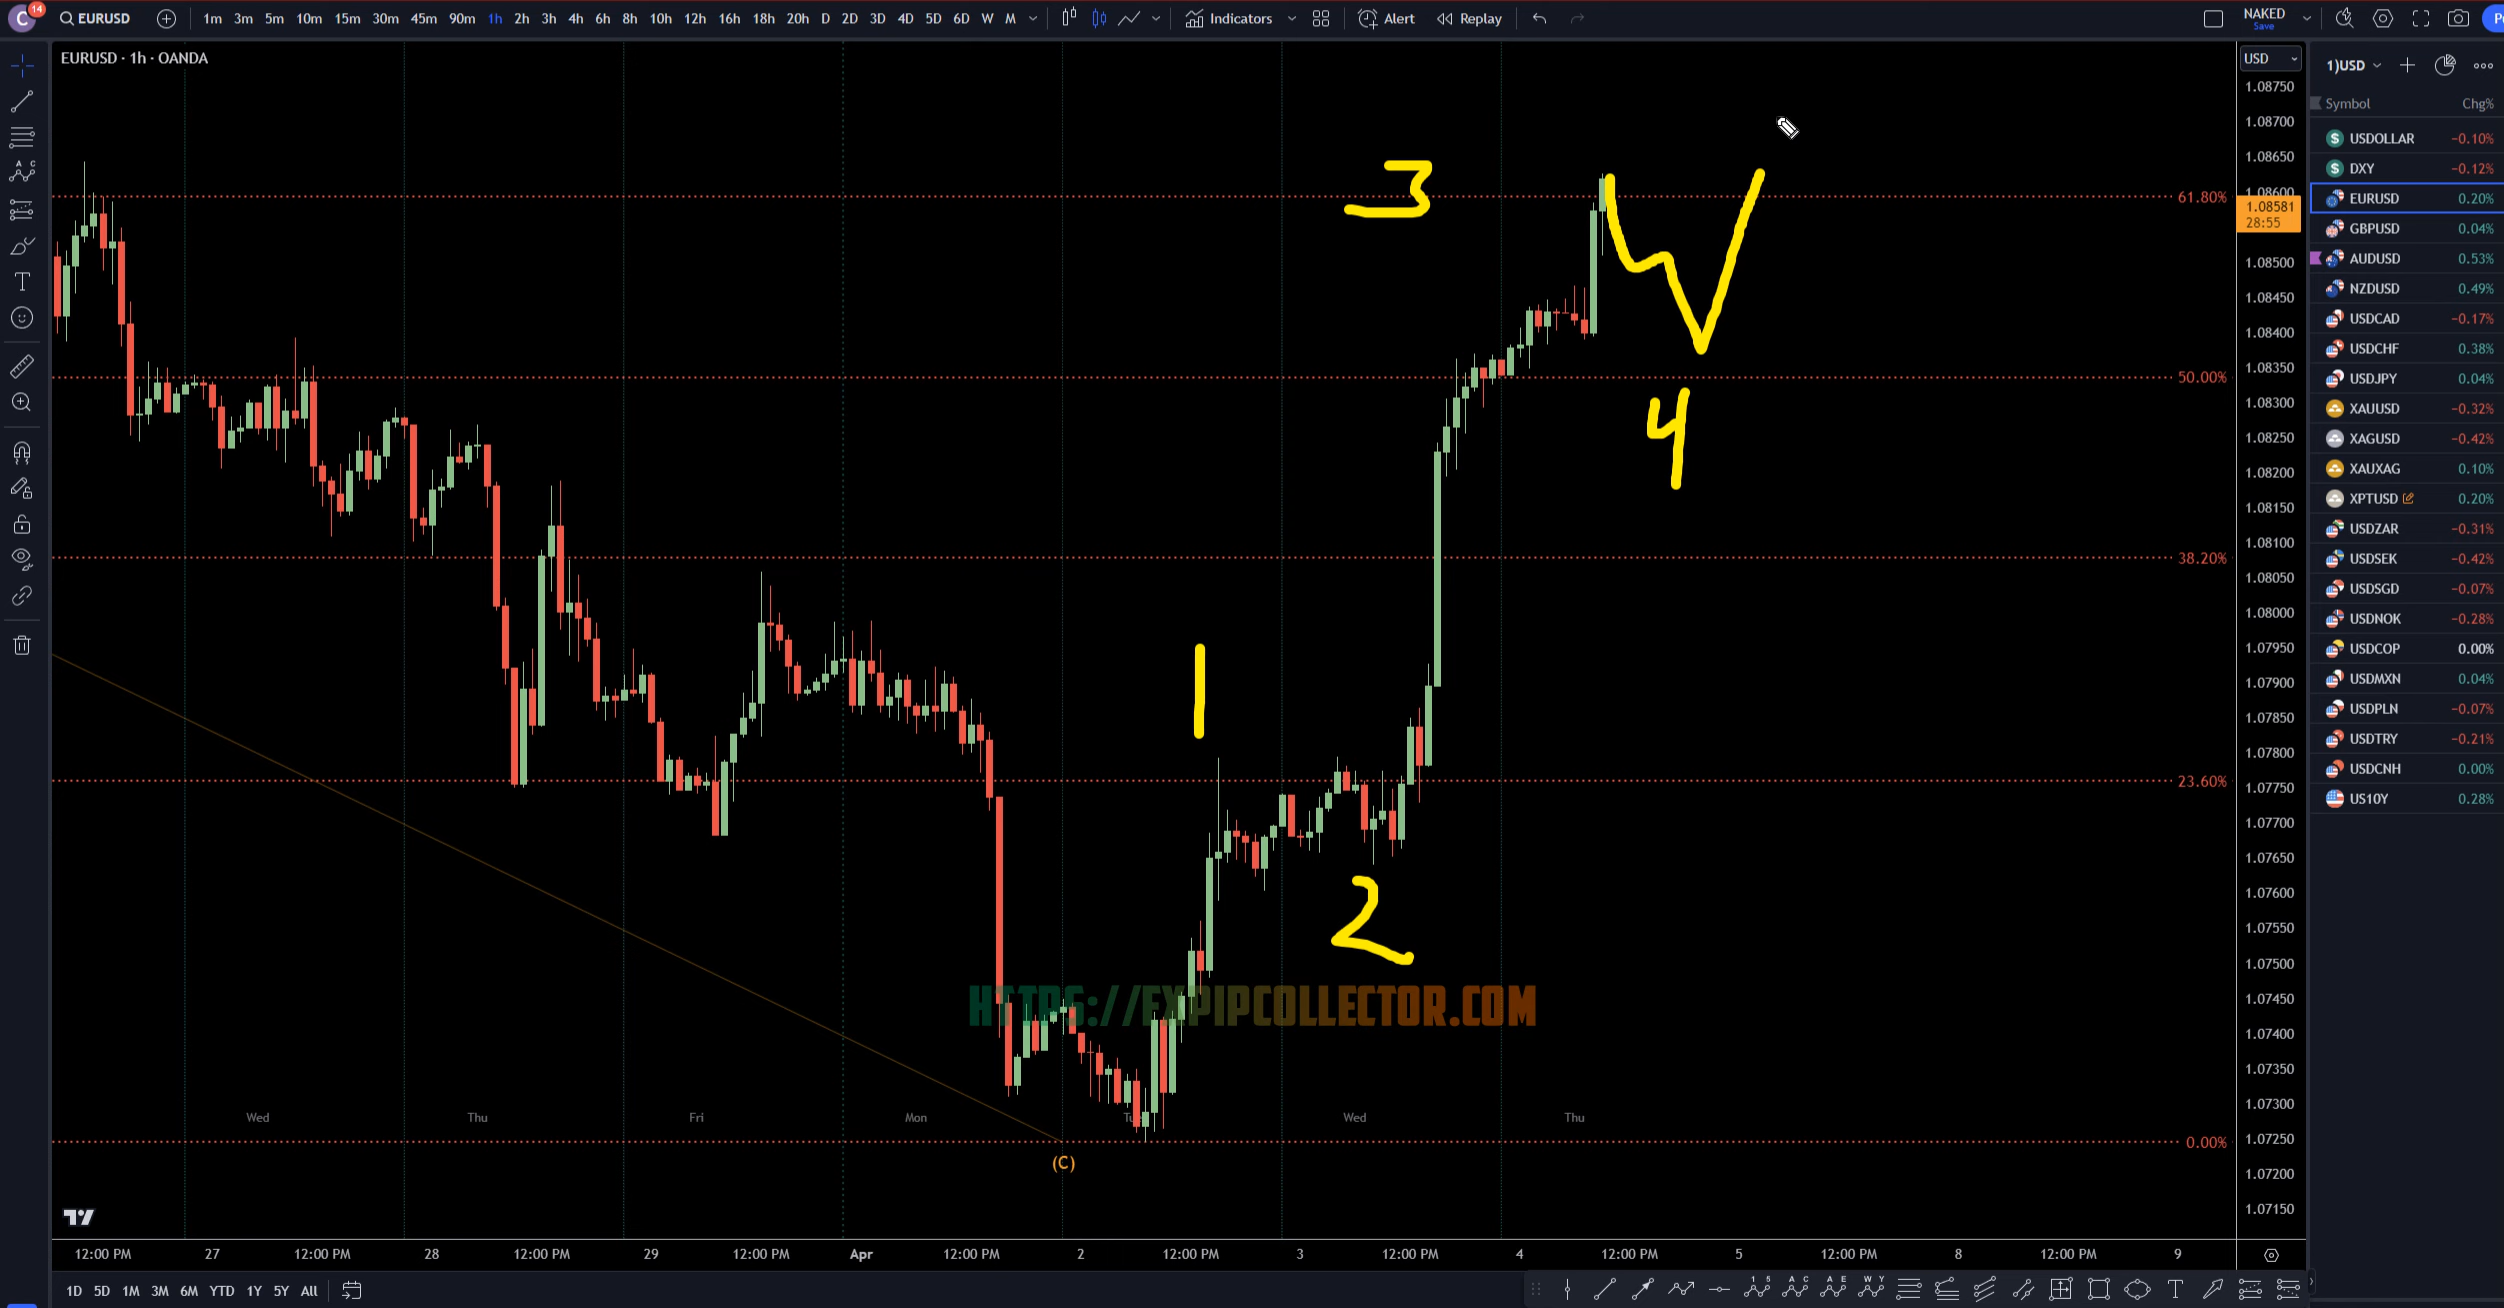 C 14 EURUSD 1m 3m 5m 10m 15m 30m 45m 90m 1h 2h 3h 4h 6h 8h 10h 12h 16h 18h 20h D 2D 3D 4D 5D 6D W M Indicators Alert Replay NAKED
Save
EURUSD · 1h · OANDA
USD
1)USD
Symbol Chg%
1.08750
1.08700
1.08650
1.08600
1.08581
28:55
1.08500
1.08450
1.08400
1.08350
1.08300
1.08250
1.08200
1.08150
1.08100
1.08050
1.08000
1.07950
1.07900
1.07850
1.07800
1.07750
1.07700
1.07650
1.07600
1.07550
1.07500
1.07450
1.07400
1.07350
1.07300
1.07250
1.07200
1.07150
USDOLLAR −0.10%
DXY −0.12%
EURUSD 0.20%
GBPUSD 0.04%
AUDUSD 0.53%
NZDUSD 0.49%
USDCAD −0.17%
USDCHF 0.38%
USDJPY 0.04%
XAUUSD −0.32%
XAGUSD −0.42%
XAUXAG 0.10%
XPTUSD 0.20%
USDZAR −0.31%
USDSEK −0.42%
USDSGD −0.07%
USDNOK −0.28%
USDCOP 0.00%
USDMXN 0.04%
USDPLN −0.07%
USDTRY −0.21%
USDCNH 0.00%
US10Y 0.28%
61.80%
50.00%
38.20%
23.60%
0.00%
3
4
1
2
HTTPS://FXPIPCOLLECTOR.COM
Wed Thu Fri Mon Tue Wed Thu
(C)
12:00 PM 27 12:00 PM 28 12:00 PM 29 12:00 PM Apr 12:00 PM 2 12:00 PM 3 12:00 PM 4 12:00 PM 5 12:00 PM 8 12:00 PM 9
1D 5D 1M 3M 6M YTD 1Y 5Y All